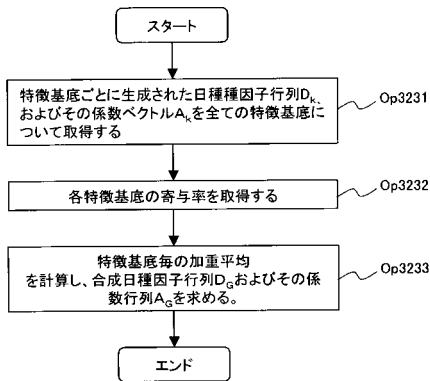 スタート
特徴基底ごとに生成された日種種因子行列Dk、
およびその係数ベクトルAkを全ての特徴基底に
ついて取得する
Op3231
各特徴基底の寄与率を取得する
Op3232
特徴基底毎の加重平均
を計算し、合成日種因子行列DGおよびその係
数行列AGを求める。
Op3233
エンド